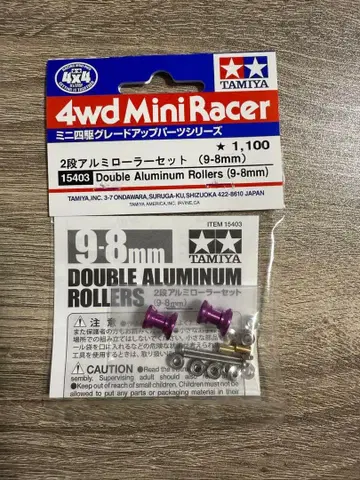 4x4
TAMIYA
4wd Mini Racer
ミニ四駆グレードアップパーツシリーズ
★ 1,100
2段アルミローラーセット (9-8mm)
15403 Double Aluminum Rollers (9-8mm)
TAMIYA,INC. 3-7 ONDAWARA, SURUGA-KU, SHIZUOKA 422-8610 JAPAN
TAMIYA AMERICA, INC. IRVINE,CA
ITEM 15403
9-8mm
TAMIYA
DOUBLE ALUMINUM
ROLLERS 2段アルミローラーセット
(9-8mm)
⚠注意
⚠CAUTION ●Read the
sembly. Supervising adult should also
●Keep out of reach of small children. Children must not be
allowed to put any parts or packaging material in their